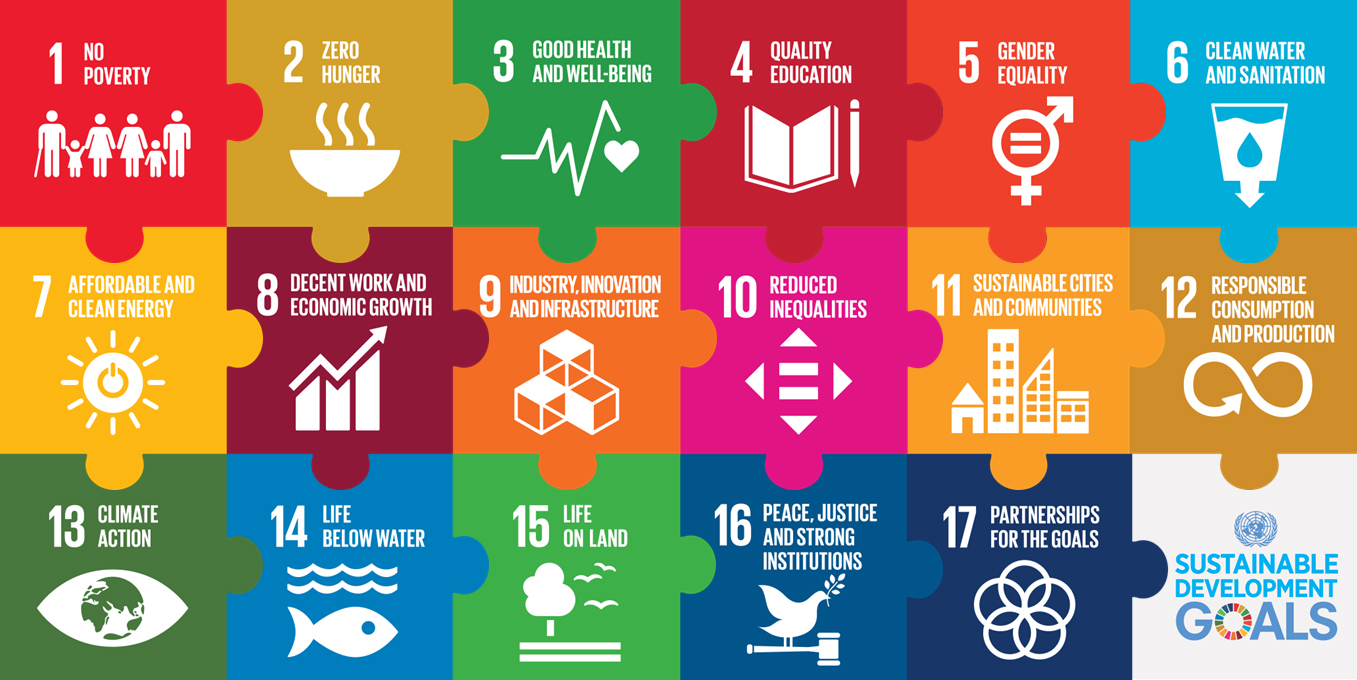 1 NO
POVERTY
2 ZERO
HUNGER
3 GOOD HEALTH
AND WELL-BEING
4 QUALITY
EDUCATION
5 GENDER
EQUALITY
6 CLEAN WATER
AND SANITATION
7 AFFORDABLE AND
CLEAN ENERGY
8 DECENT WORK AND
ECONOMIC GROWTH
9 INDUSTRY, INNOVATION
AND INFRASTRUCTURE
10 REDUCED
INEQUALITIES
11 SUSTAINABLE CITIES
AND COMMUNITIES
12 RESPONSIBLE
CONSUMPTION
AND PRODUCTION
13 CLIMATE
ACTION
14 LIFE
BELOW WATER
15 LIFE
ON LAND
16 PEACE, JUSTICE
AND STRONG
INSTITUTIONS
17 PARTNERSHIPS
FOR THE GOALS
SUSTAINABLE
DEVELOPMENT
GOALS